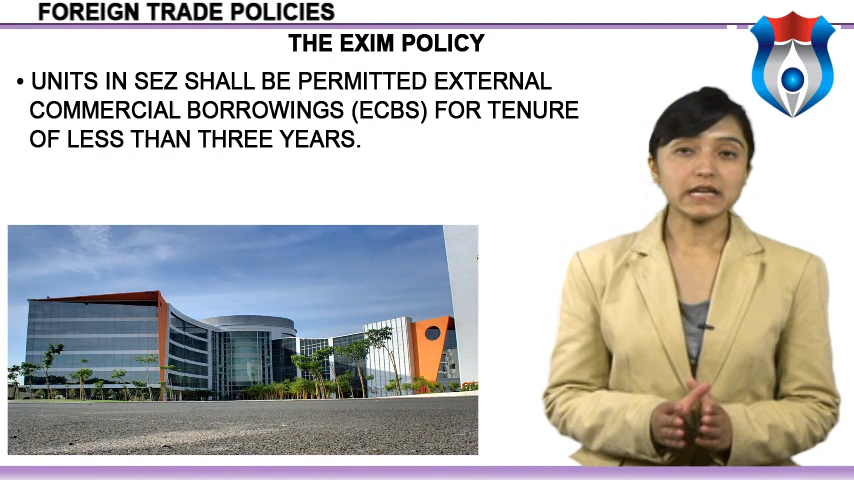 FOREIGN TRADE POLICIES
THE EXIM POLICY
• UNITS IN SEZ SHALL BE PERMITTED EXTERNAL
COMMERCIAL BORROWINGS (ECBS) FOR TENURE
OF LESS THAN THREE YEARS.